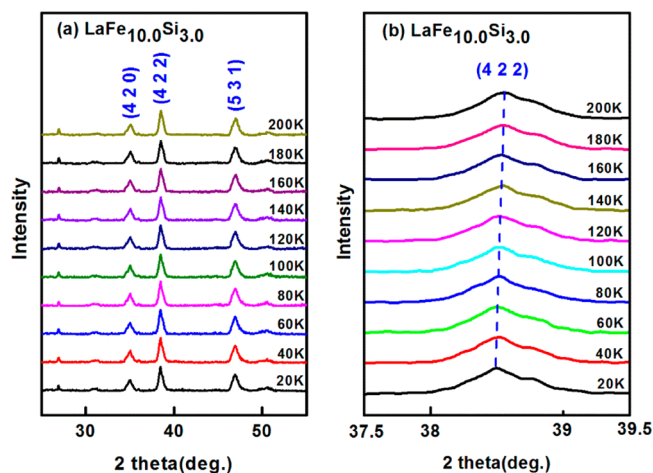 (a) LaFe10.0Si3.0
(4 2 0)
(4 2 2)
(5 3 1)
200K
180K
160K
140K
120K
100K
80K
60K
40K
20K
Intensity
30 40 50
2 theta(deg.)
(b) LaFe10.0Si3.0
(4 2 2)
200K
180K
160K
140K
120K
100K
80K
60K
40K
20K
Intensity
37.5 38 39 39.5
2 theta(deg.)